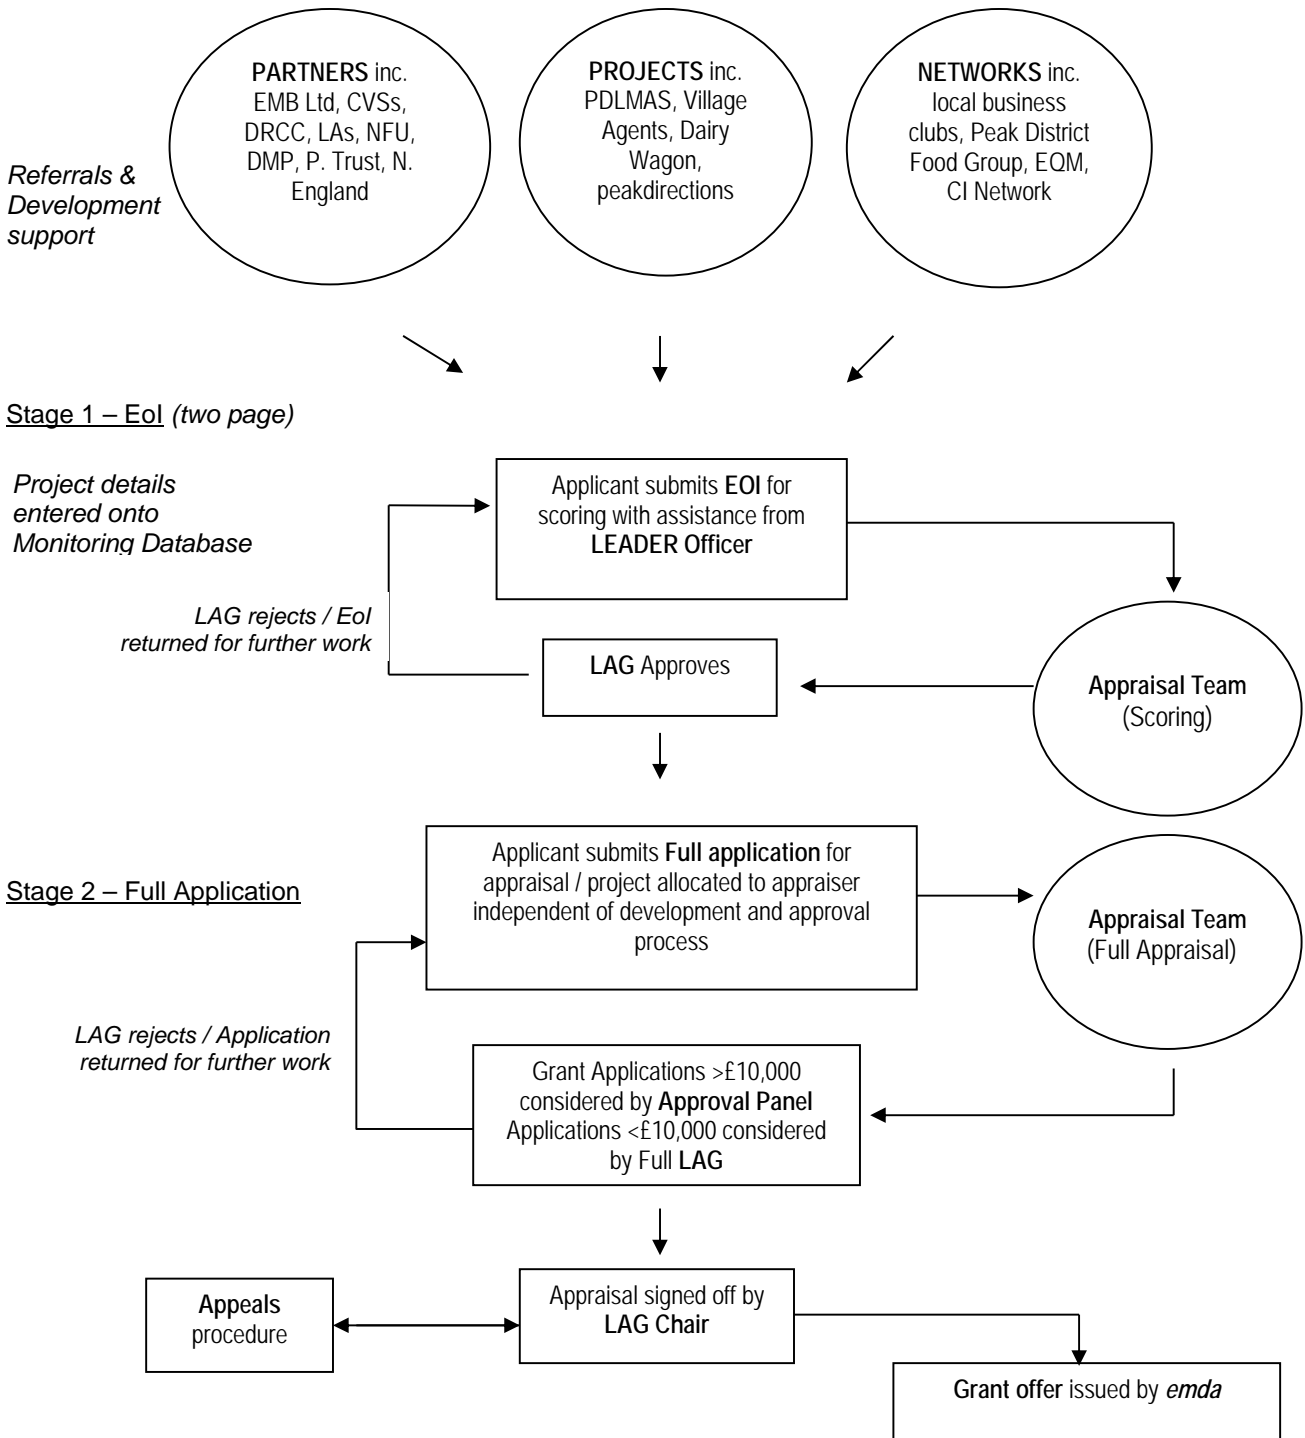 PARTNERS inc.
EMB Ltd, CVSs,
DRCC, LAs, NFU,
DMP, P. Trust, N.
England
PROJECTS inc.
PDLMAS, Village
Agents, Dairy
Wagon,
peakdirections
NETWORKS inc.
local business
clubs, Peak District
Food Group, EQM,
CI Network
Referrals &
Development
support
Stage 1 – EoI (two page)
Project details
entered onto
Monitoring Database
Applicant submits EOI for
scoring with assistance from
LEADER Officer
LAG rejects / EoI
returned for further work
LAG Approves
Appraisal Team
(Scoring)
Stage 2 – Full Application
Applicant submits Full application for
appraisal / project allocated to appraiser
independent of development and approval
process
Appraisal Team
(Full Appraisal)
LAG rejects / Application
returned for further work
Grant Applications >£10,000
considered by Approval Panel
Applications <£10,000 considered
by Full LAG
Appeals
procedure
Appraisal signed off by
LAG Chair
Grant offer issued by emda